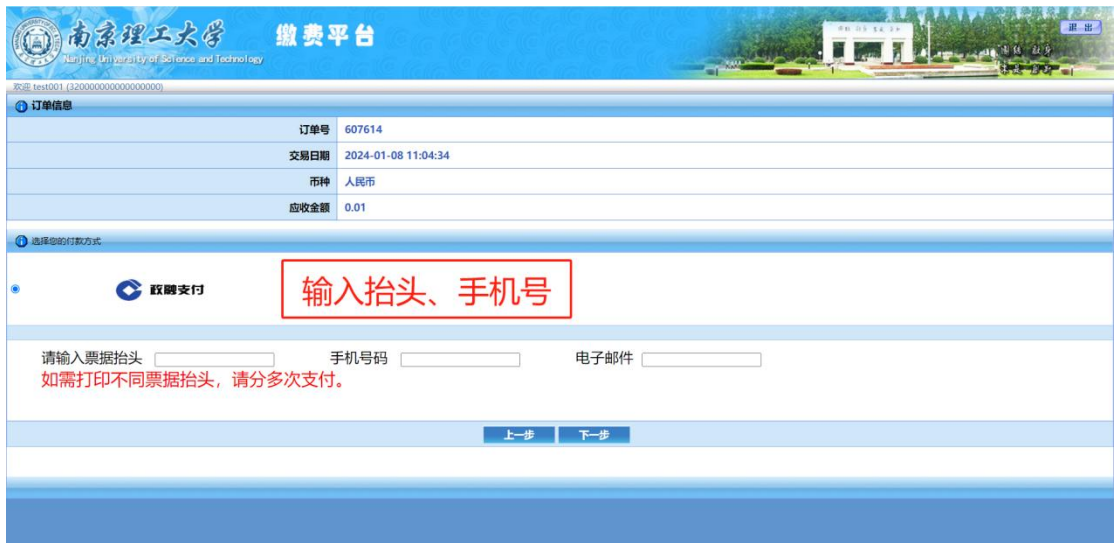 南京理工大学 缴费平台
Nanjing University of Science and Technology
退 出
欢迎 test001 (320000000000000000)
订单信息
订单号 607614
交易日期 2024-01-08 11:04:34
币种 人民币
应收金额 0.01
选择您的付款方式
政融支付
输入抬头、手机号
请输入票据抬头 手机号码 电子邮件
如需打印不同票据抬头，请分多次支付。
上一步 下一步